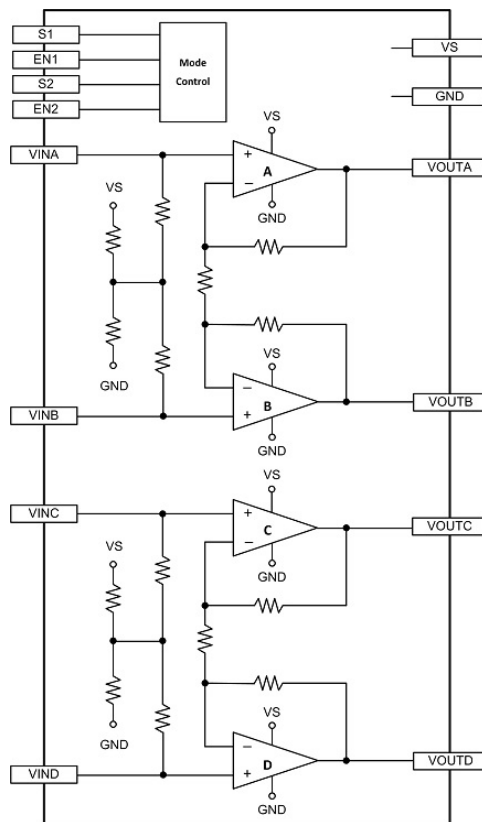 S1
EN1
S2
EN2
Mode
Control
VS
GND
VINA
VS
+
A
−
GND
VOUTA
VS
GND
VS
−
B
+
GND
VINB
VOUTB
VINC
VS
+
C
−
GND
VOUTC
VS
GND
VS
−
D
+
GND
VIND
VOUTD